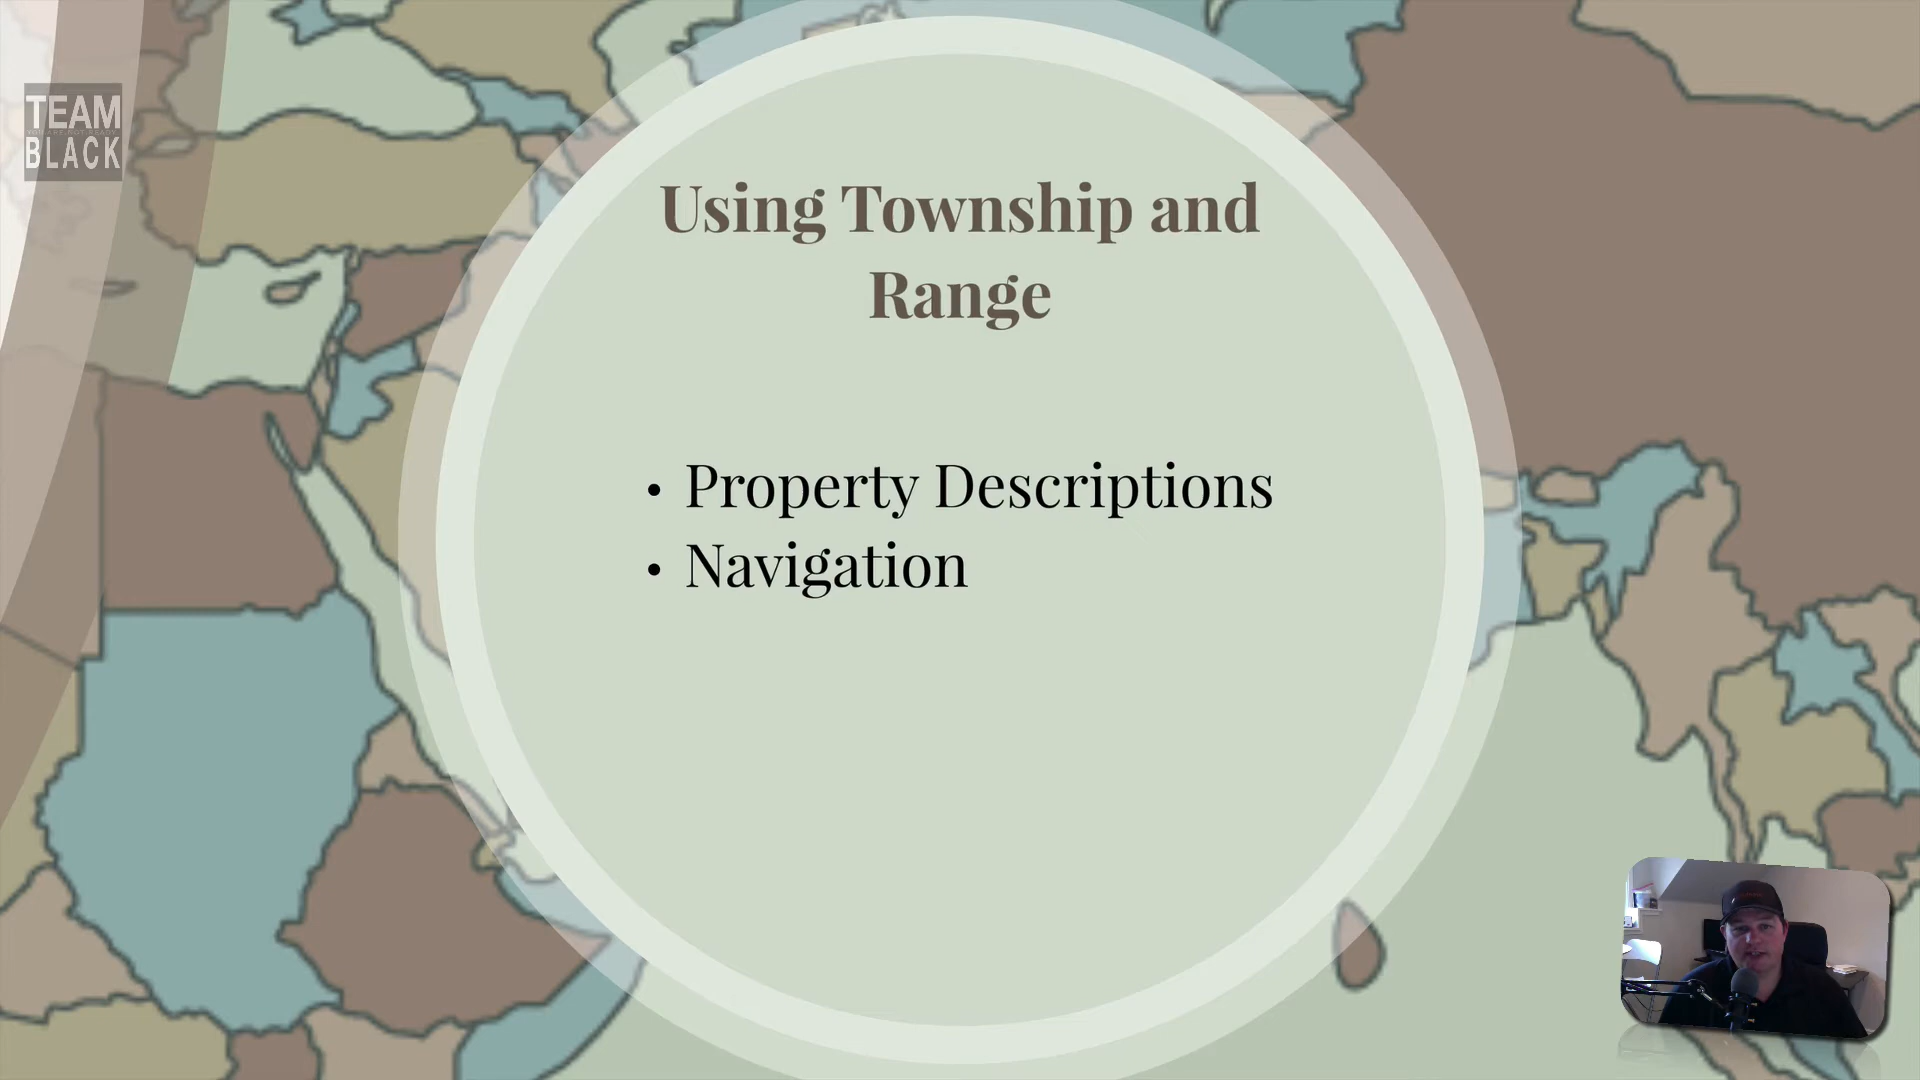 TEAM
BLACK
Using Township and
Range
• Property Descriptions
• Navigation